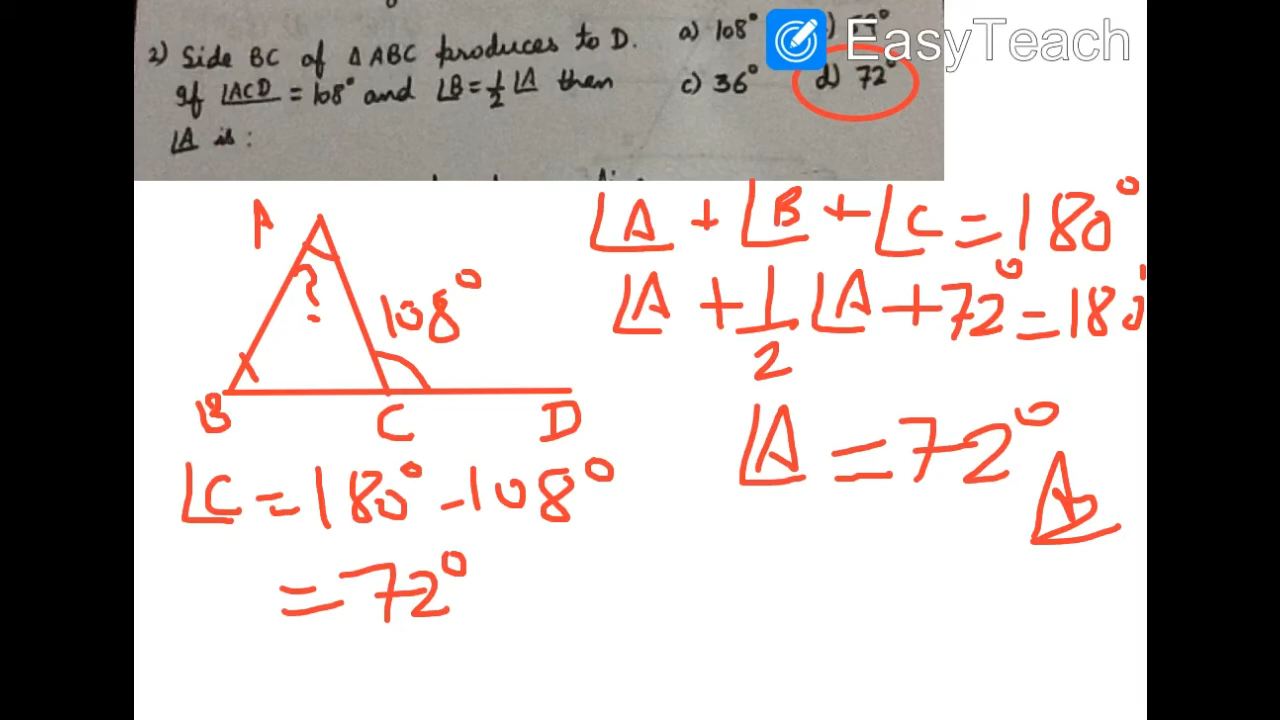 2) Side BC of △ABC produces to D.
If ∠ACD = 108° and ∠B = 1/2 ∠A then
∠A is :
a) 108°
c) 36° d) 72°
EasyTeach
A
?
108°
B C D
∠C = 180° - 108°
= 72°
∠A + ∠B + ∠C = 180°
∠A + 1/2 ∠A + 72° = 180°
∠A = 72°